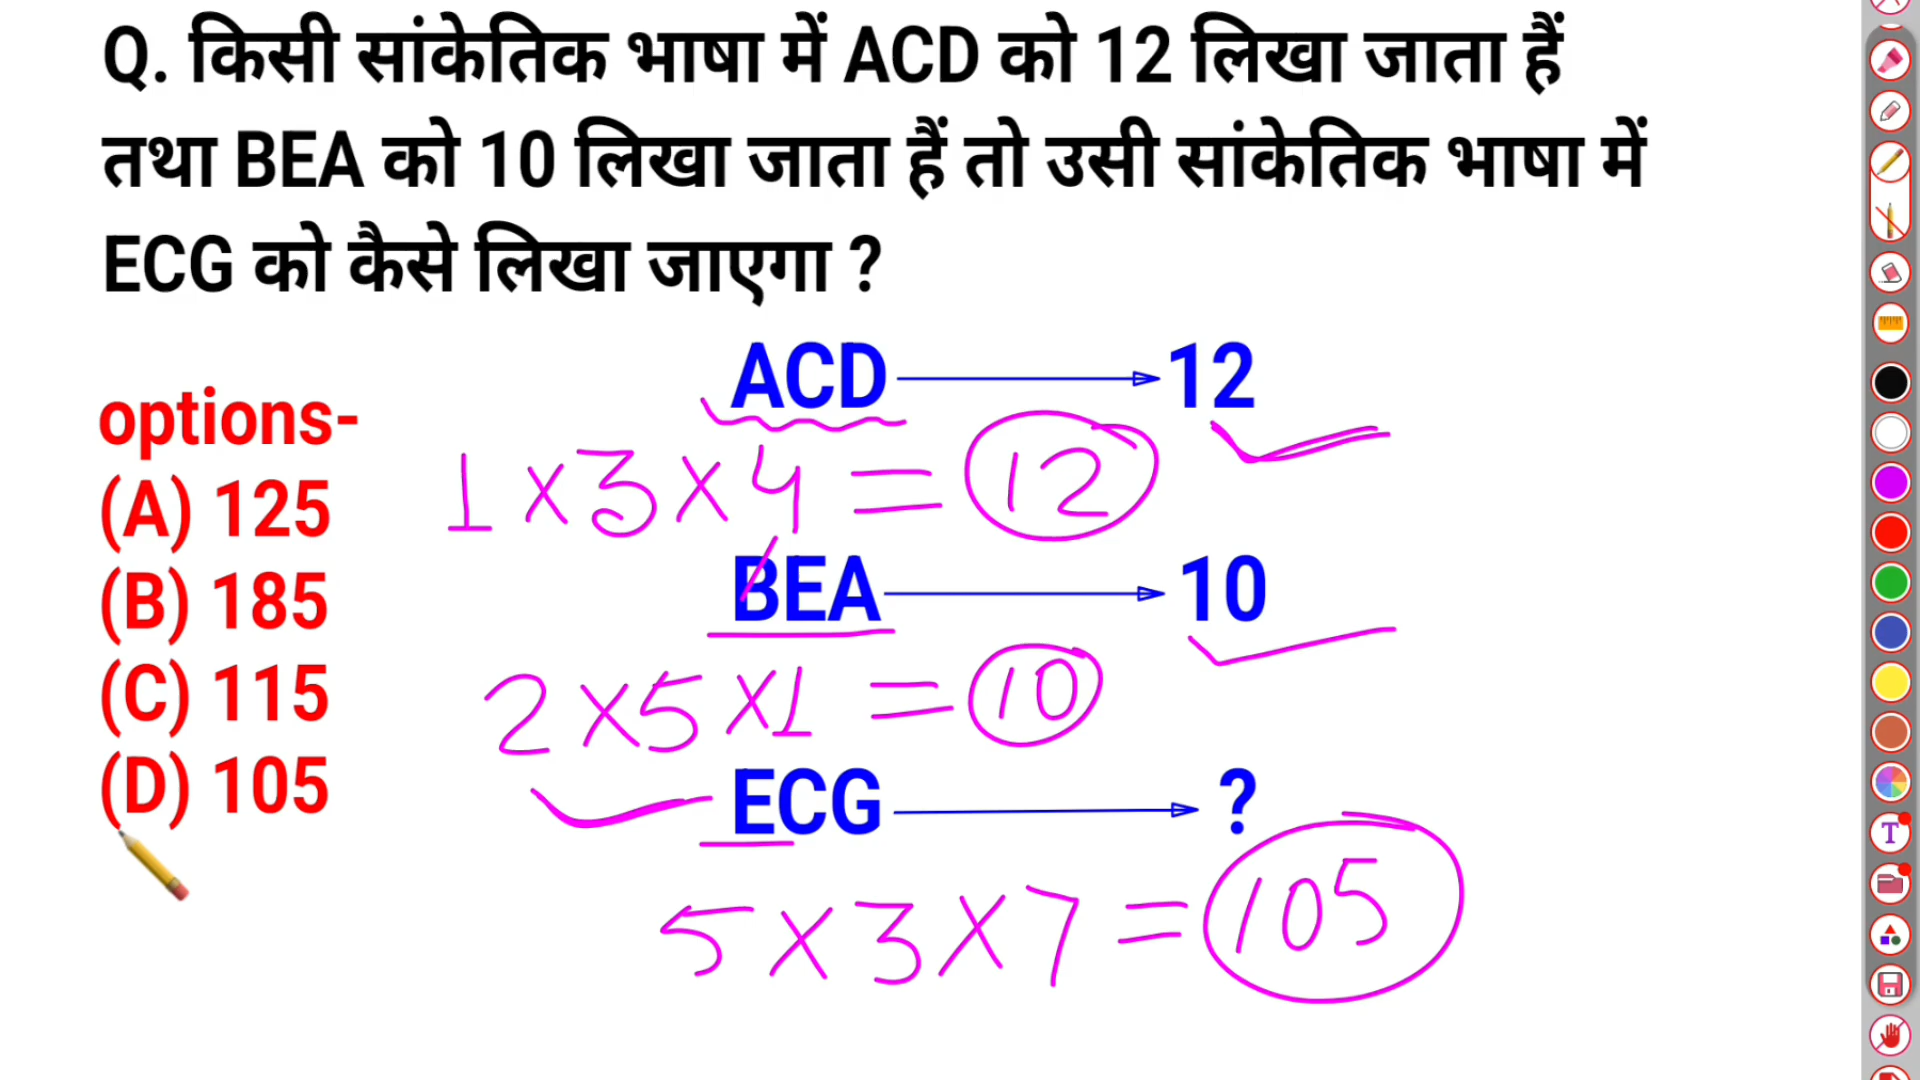 Q. किसी सांकेतिक भाषा में ACD को 12 लिखा जाता हैं
तथा BEA को 10 लिखा जाता हैं तो उसी सांकेतिक भाषा में
ECG को कैसे लिखा जाएगा ?
options-
(A) 125
(B) 185
(C) 115
(D) 105
ACD 12
1 x 3 x 4 = 12
BEA 10
2 x 5 x 1 = 10
ECG ?
5 x 3 x 7 = 105
T